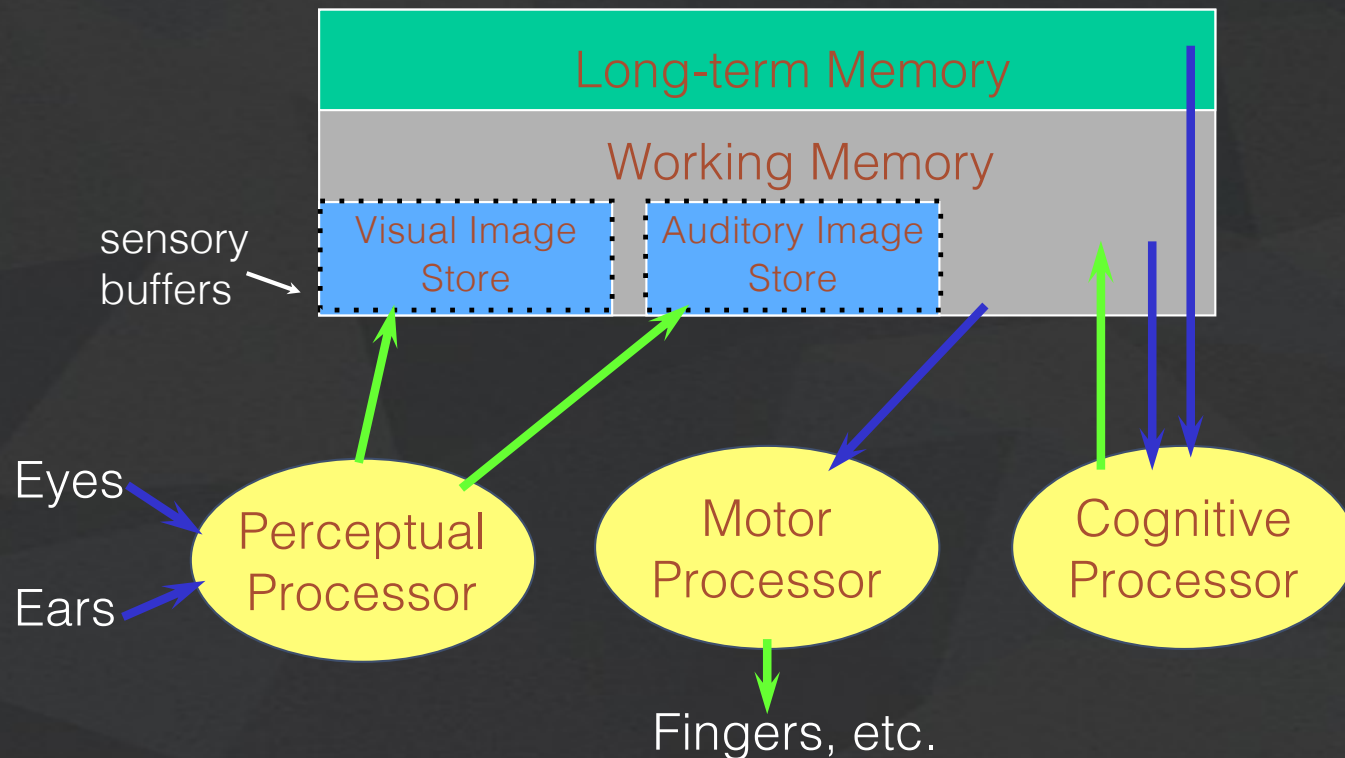 Long-term Memory
Working Memory
Visual Image
Store
Auditory Image
Store
sensory
buffers
Eyes
Ears
Perceptual
Processor
Motor
Processor
Cognitive
Processor
Fingers, etc.